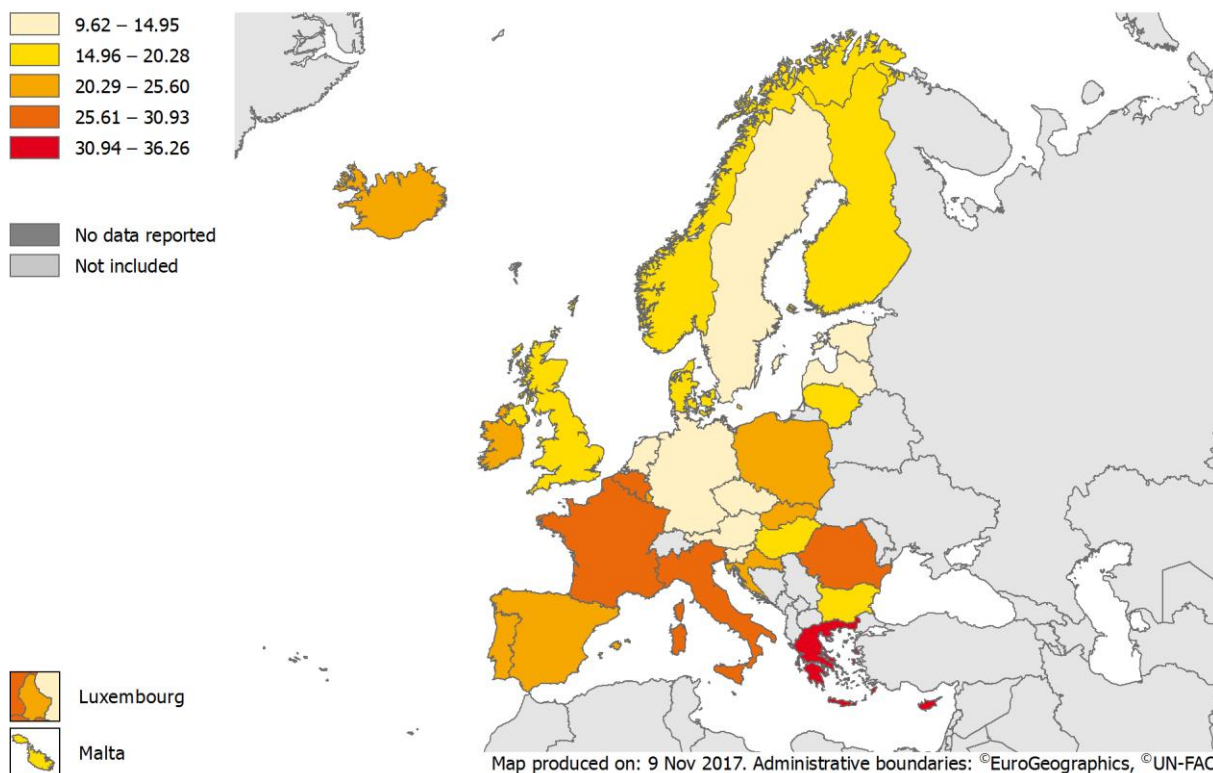 9.62 – 14.95
14.96 – 20.28
20.29 – 25.60
25.61 – 30.93
30.94 – 36.26
No data reported
Not included
Luxembourg
Malta
Map produced on: 9 Nov 2017. Administrative boundaries: ©EuroGeographics, ©UN-FAO